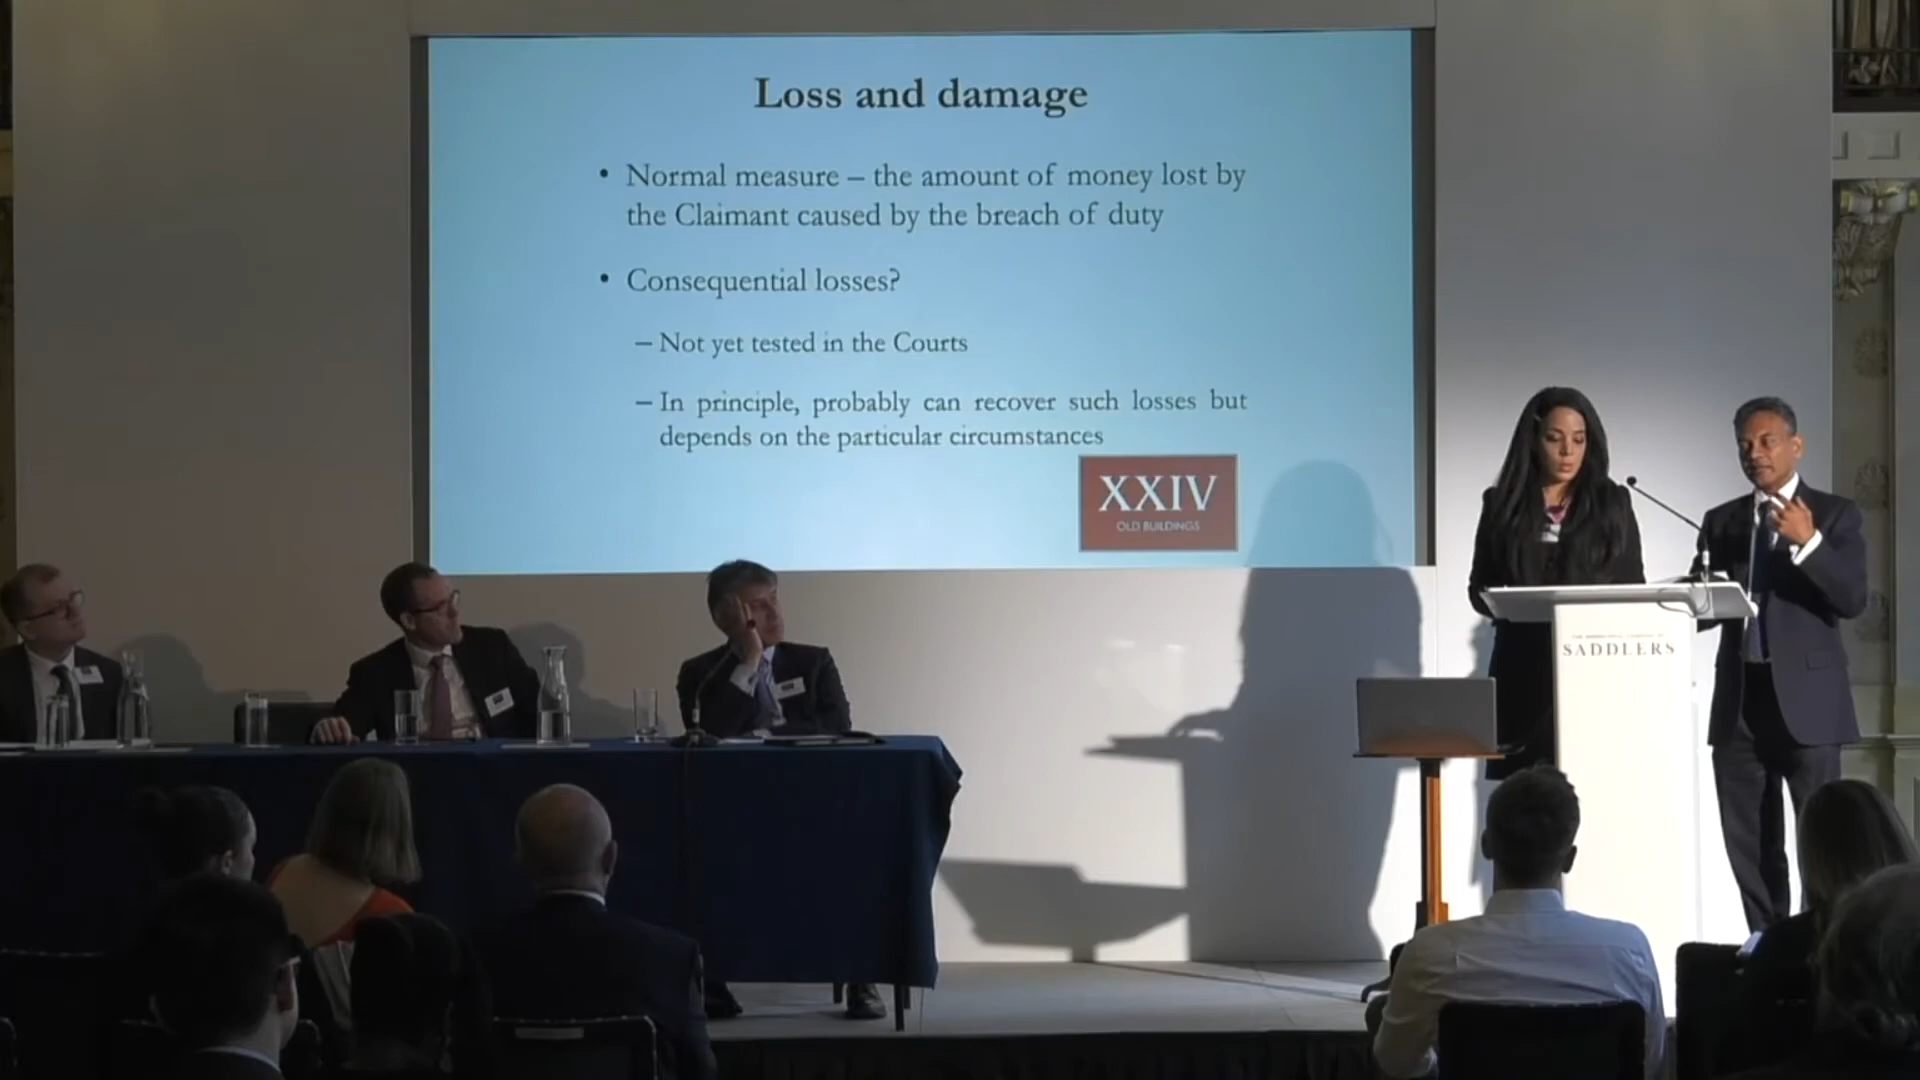 Loss and damage
• Normal measure – the amount of money lost by
the Claimant caused by the breach of duty
• Consequential losses?
– Not yet tested in the Courts
– In principle, probably can recover such losses but
depends on the particular circumstances
XXIV
OLD BUILDINGS
SADDLERS